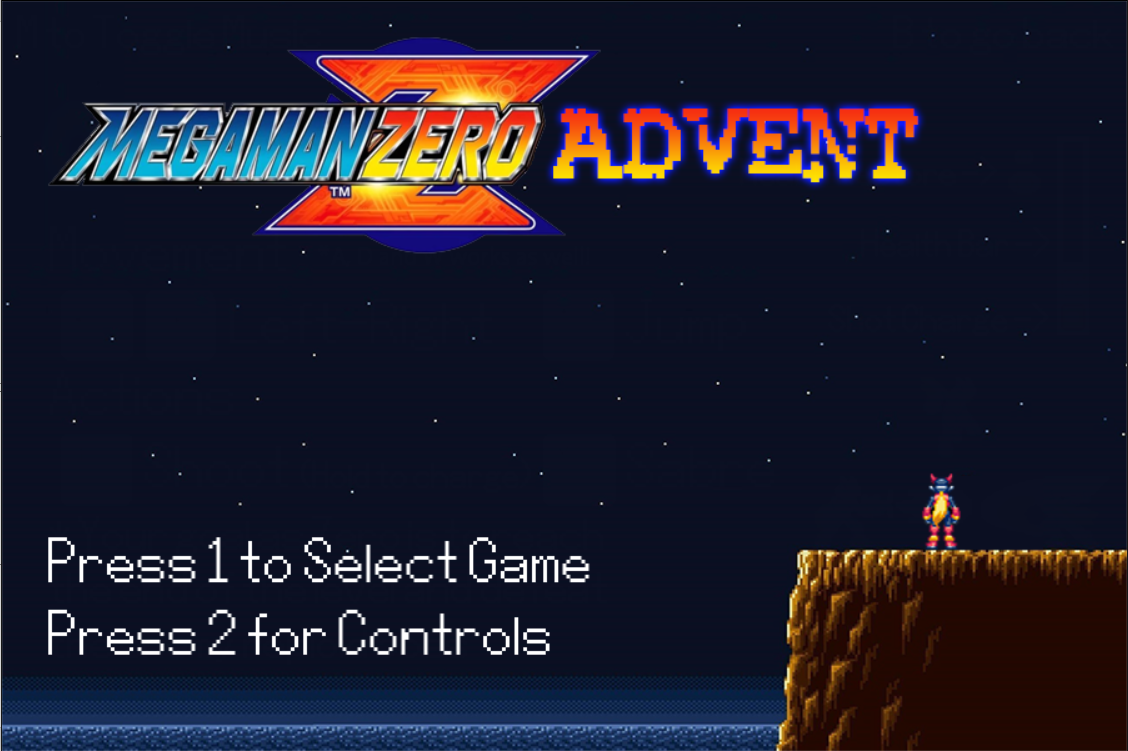 MEGAMAN ZERO ADVENT
TM
Press 1 to Select Game
Press 2 for Controls